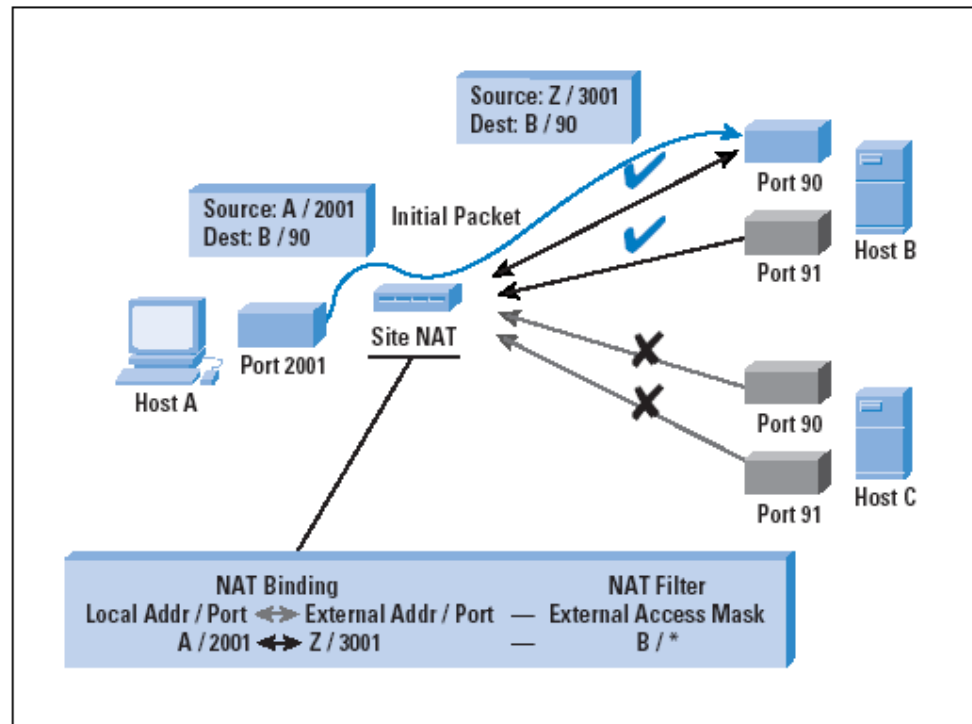 Source: Z / 3001
Dest: B / 90
Source: A / 2001
Dest: B / 90
Initial Packet
Port 90
Port 91
Host B
Site NAT
Port 2001
Host A
Port 90
Port 91
Host C
NAT Binding NAT Filter
Local Addr / Port External Addr / Port — External Access Mask
A / 2001 Z / 3001 — B / *